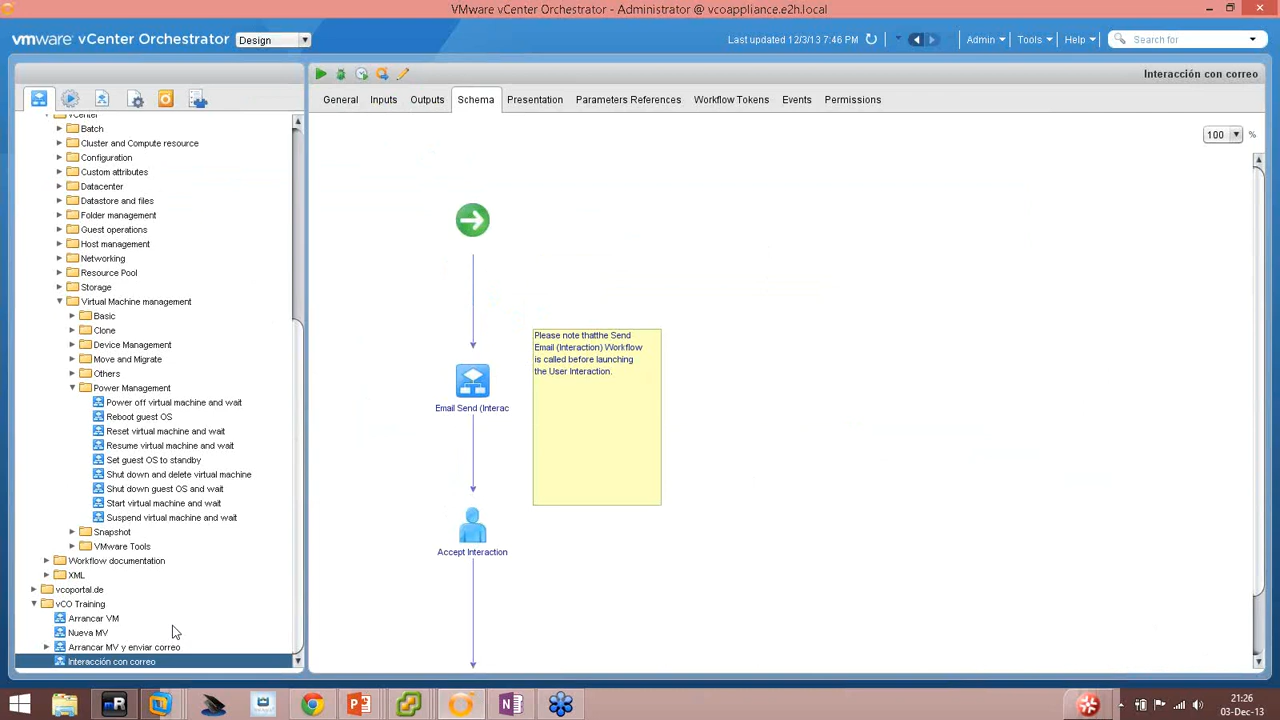 VMware vCenter Orchestrator - Administrator @ vcoappliance.e2h.local
vmware vCenter Orchestrator
Design
Last updated 12/3/13 7:46 PM
Admin
Tools
Help
Search for
Interacción con correo
General Inputs Outputs Schema Presentation Parameters References Workflow Tokens Events Permissions
100 %
vCenter
Batch
Cluster and Compute resource
Configuration
Custom attributes
Datacenter
Datastore and files
Folder management
Guest operations
Host management
Networking
Resource Pool
Storage
Virtual Machine management
Basic
Clone
Device Management
Move and Migrate
Others
Power Management
Power off virtual machine and wait
Reboot guest OS
Reset virtual machine and wait
Resume virtual machine and wait
Set guest OS to standby
Shut down and delete virtual machine
Shut down guest OS and wait
Start virtual machine and wait
Suspend virtual machine and wait
Snapshot
VMware Tools
Workflow documentation
XML
vcoportal.de
vCO Training
Arrancar VM
Nueva MV
Arrancar MV y enviar correo
Interacción con correo
Please note thatthe Send
Email (Interaction) Workflow
is called before launching
the User Interaction.
Email Send (Interac
Accept Interaction
21:26
03-Dec-13